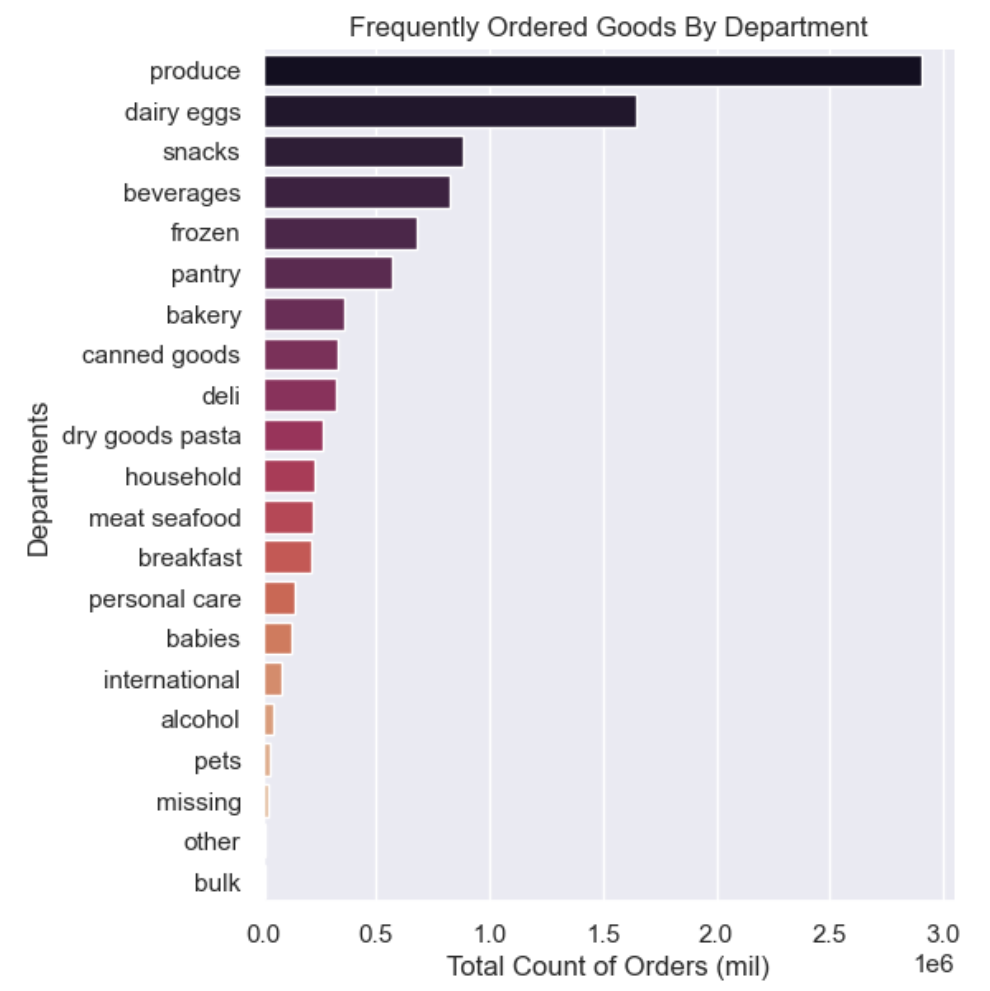 Frequently Ordered Goods By Department
produce
dairy eggs
snacks
beverages
frozen
pantry
bakery
canned goods
deli
dry goods pasta
household
meat seafood
breakfast
personal care
babies
international
alcohol
pets
missing
other
bulk
Departments
0.0 0.5 1.0 1.5 2.0 2.5 3.0
1e6
Total Count of Orders (mil)